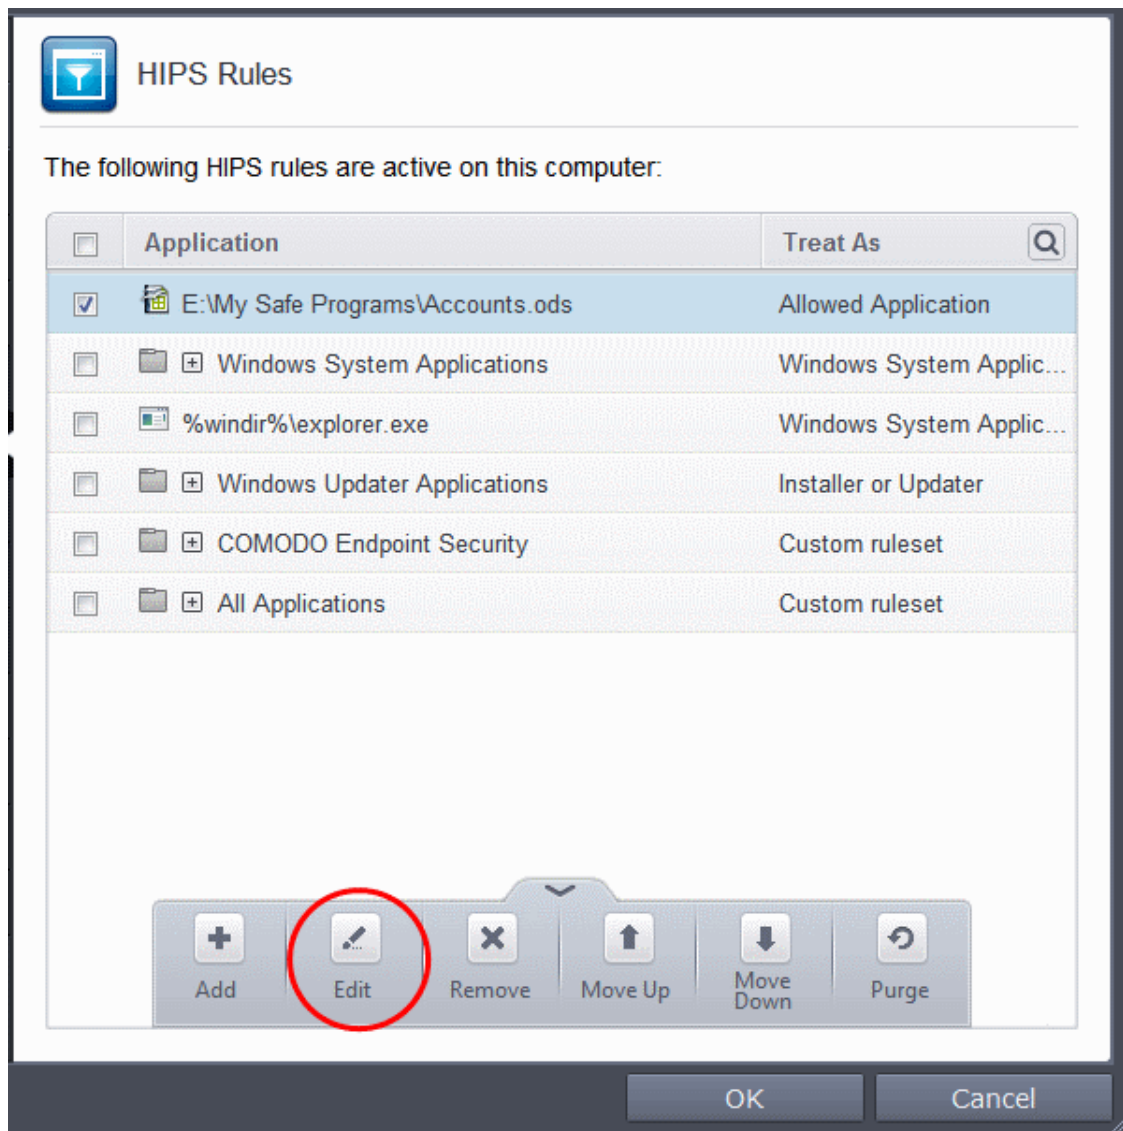 HIPS Rules
The following HIPS rules are active on this computer:
Application Treat As
E:\My Safe Programs\Accounts.ods Allowed Application
Windows System Applications Windows System Applic...
%windir%\explorer.exe Windows System Applic...
Windows Updater Applications Installer or Updater
COMODO Endpoint Security Custom ruleset
All Applications Custom ruleset
Add Edit Remove Move Up Move Down Purge
OK Cancel